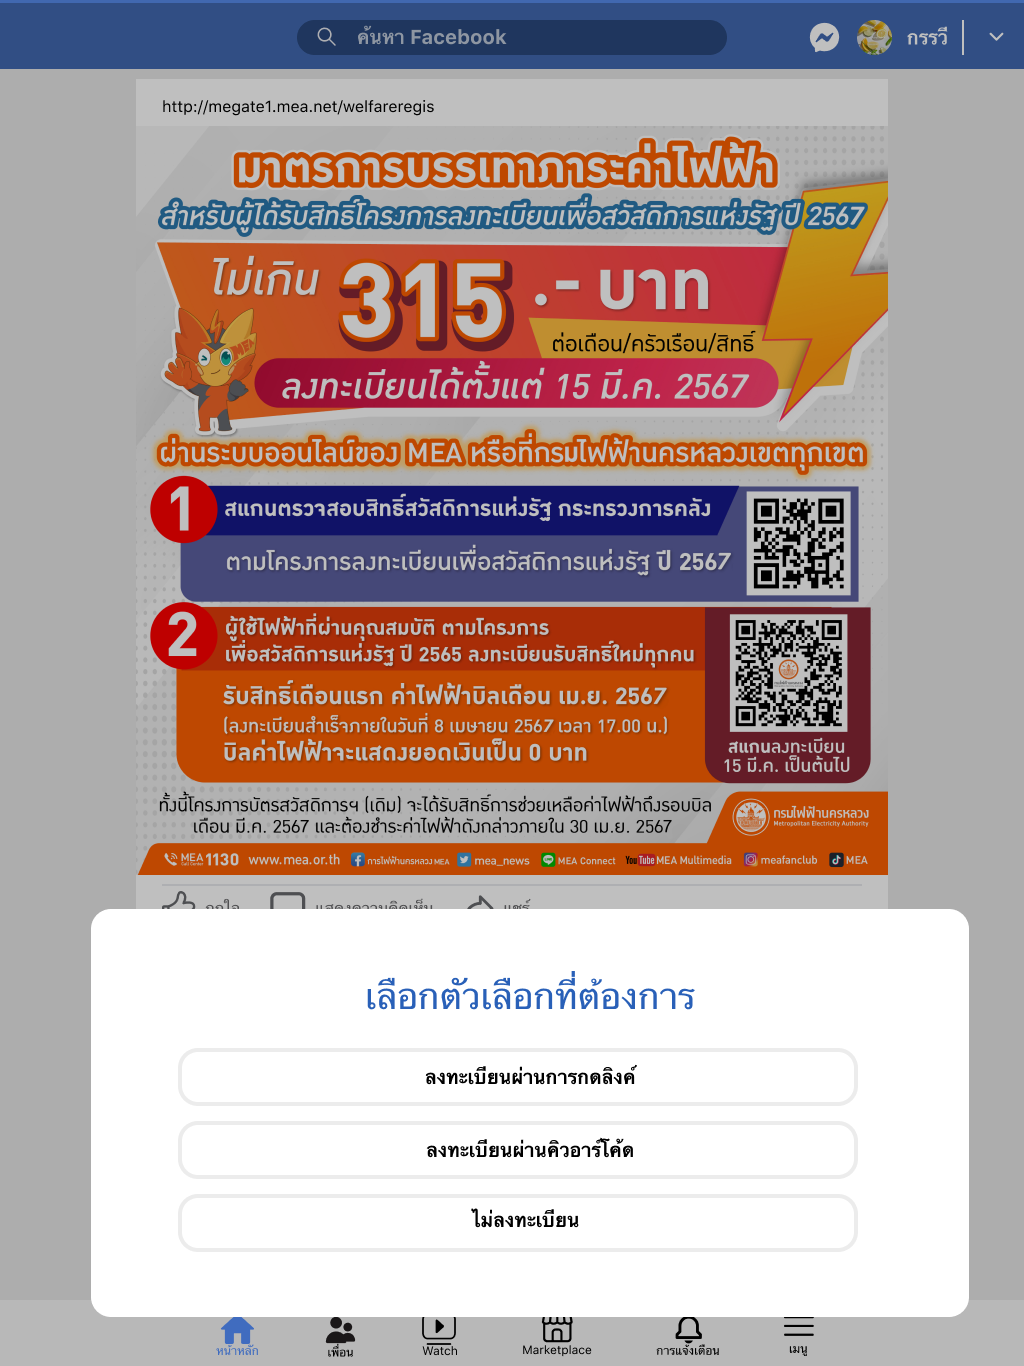 ค้นหา Facebook
กรรวี
http://megate1.mea.net/welfareregis
มาตรการบรรเทาภาระค่าไฟฟ้า
สำหรับผู้ได้รับสิทธิ์โครงการลงทะเบียนเพื่อสวัสดิการแห่งรัฐ ปี 2567
ไม่เกิน 315 .- บาท
ต่อเดือน/ครัวเรือน/สิทธิ์
ลงทะเบียนได้ตั้งแต่ 15 มี.ค. 2567
MEA
ผ่านระบบออนไลน์ของ MEA หรือที่การไฟฟ้านครหลวงเขตทุกเขต
1
สแกนตรวจสอบสิทธิ์สวัสดิการแห่งรัฐ กระทรวงการคลัง
ตามโครงการลงทะเบียนเพื่อสวัสดิการแห่งรัฐ ปี 2567
2
ผู้ใช้ไฟฟ้าที่ผ่านคุณสมบัติ ตามโครงการ
เพื่อสวัสดิการแห่งรัฐ ปี 2565 ลงทะเบียนรับสิทธิ์ใหม่ทุกคน
รับสิทธิ์เดือนแรก ค่าไฟฟ้าบิลเดือน เม.ย. 2567
(ลงทะเบียนสำเร็จภายในวันที่ 8 เมษายน 2567 เวลา 17.00 น.)
บิลค่าไฟฟ้าจะแสดงยอดเงินเป็น 0 บาท
สแกนลงทะเบียน
15 มี.ค. เป็นต้นไป
ทั้งนี้โครงการบัตรสวัสดิการฯ (เดิม) จะได้รับสิทธิ์การช่วยเหลือค่าไฟฟ้าถึงรอบบิล
เดือน มี.ค. 2567 และต้องชำระค่าไฟฟ้าดังกล่าวภายใน 30 เม.ย. 2567
การไฟฟ้านครหลวง
Metropolitan Electricity Authority
MEA 1130 www.mea.or.th การไฟฟ้านครหลวง MEA mea_news MEA Connect YouTube MEA Multimedia meafanclub MEA
ถูกใจ แสดงความคิดเห็น แชร์
เลือกตัวเลือกที่ต้องการ
ลงทะเบียนผ่านการกดลิงค์
ลงทะเบียนผ่านคิวอาร์โค้ด
ไม่ลงทะเบียน
หน้าหลัก เพื่อน Watch Marketplace การแจ้งเตือน เมนู